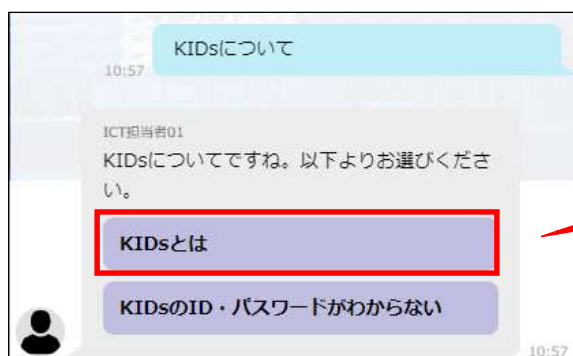 KIDsについて
10:57
ICT担当者01
KIDsについてですね。以下よりお選びくださ
い。
KIDsとは
KIDsのID・パスワードがわからない
10:57